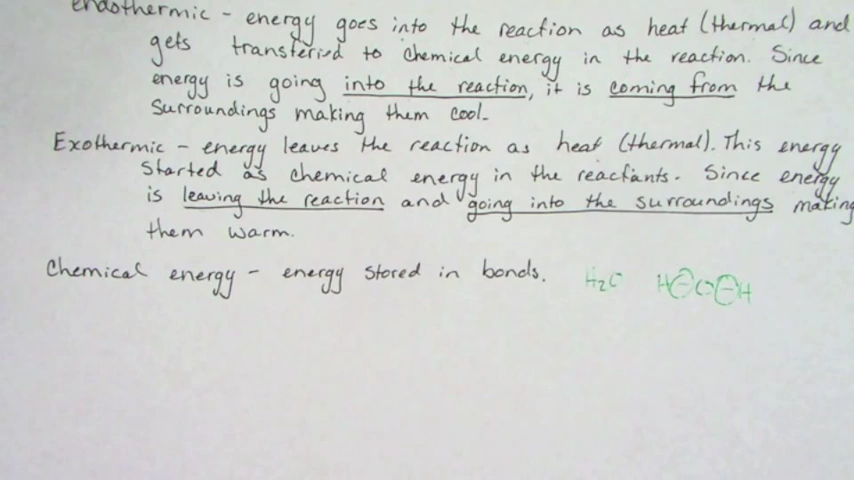 endothermic - energy goes into the reaction as heat (thermal) and
gets transferred to chemical energy in the reaction. Since
energy is going into the reaction, it is coming from the
surroundings making them cool.
Exothermic - energy leaves the reaction as heat (thermal). This energy
started as chemical energy in the reactants. Since energy
is leaving the reaction and going into the surroundings making
them warm.
Chemical energy - energy stored in bonds. H₂O H-O-H